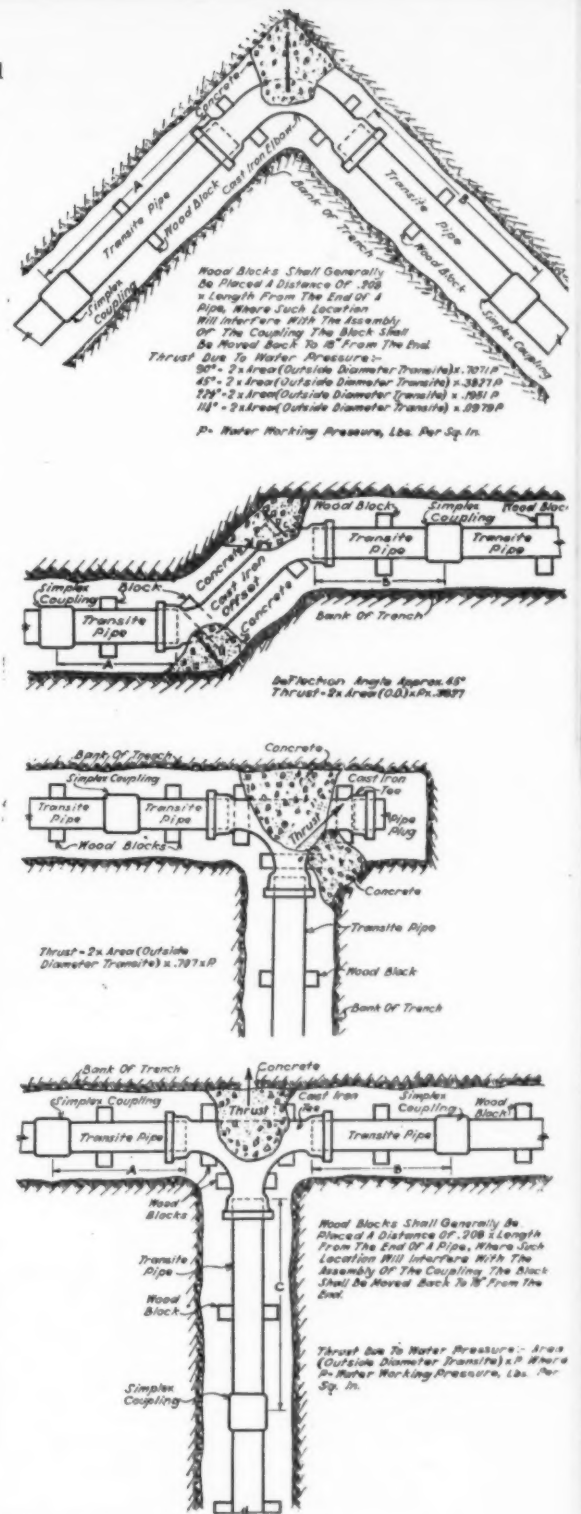 Concrete
A
B
Transite Pipe
Wood Block
Cast Iron Elbow
Transite Pipe
Bank Of Trench
Wood Block
Simplex
Coupling
Simplex
Coupling
Wood Blocks Shall Generally
Be Placed A Distance Of .208
x Length From The End Of A
Pipe, Where Such Location
Will Interfere With The Assembly
Of The Coupling The Block Shall
Be Moved Back To 18" From The End.
Thrust Due To Water Pressure:-
90° = 2 x Area (Outside Diameter Transite) x .7071 P
45° = 2 x Area (Outside Diameter Transite) x .3827 P
22½° = 2 x Area (Outside Diameter Transite) x .1951 P
11¼° = 2 x Area (Outside Diameter Transite) x .0979 P
P = Water Working Pressure, Lbs. Per Sq. In.
Wood Blocks
Simplex
Coupling
Wood Bloc
Transite
Pipe
Transite
Pipe
Concrete
Cast Iron
Offset
Concrete
Block
Simplex
Coupling
Transite
Pipe
A
B
Bank Of Trench
Deflection Angle Approx. 45°
Thrust = 2 x Area (O.D.) x P x .3827
Bank Of Trench
Concrete
Simplex Coupling
Cast Iron
Tee
Transite
Pipe
Transite
Pipe
Thrust
Pipe
Plug
Wood Blocks
Concrete
Transite Pipe
Thrust = 2 x Area (Outside
Diameter Transite) x .707 x P
Wood Block
Bank Of Trench
Bank Of Trench
Concrete
Simplex Coupling
Thrust
Cast Iron
Tee
Simplex
Coupling
Wood
Block
Transite Pipe
Transite Pipe
A
B
Wood
Blocks
Transite
Pipe
C
Wood
Block
Simplex
Coupling
Wood Blocks Shall Generally Be
Placed A Distance Of .208 x Length
From The End Of A Pipe, Where Such
Location Will Interfere With The
Assembly Of The Coupling The Block
Shall Be Moved Back To 18" From The
End.
Thrust Due To Water Pressure:- Area
(Outside Diameter Transite) x P Where
P = Water Working Pressure, Lbs. Per
Sq. In.